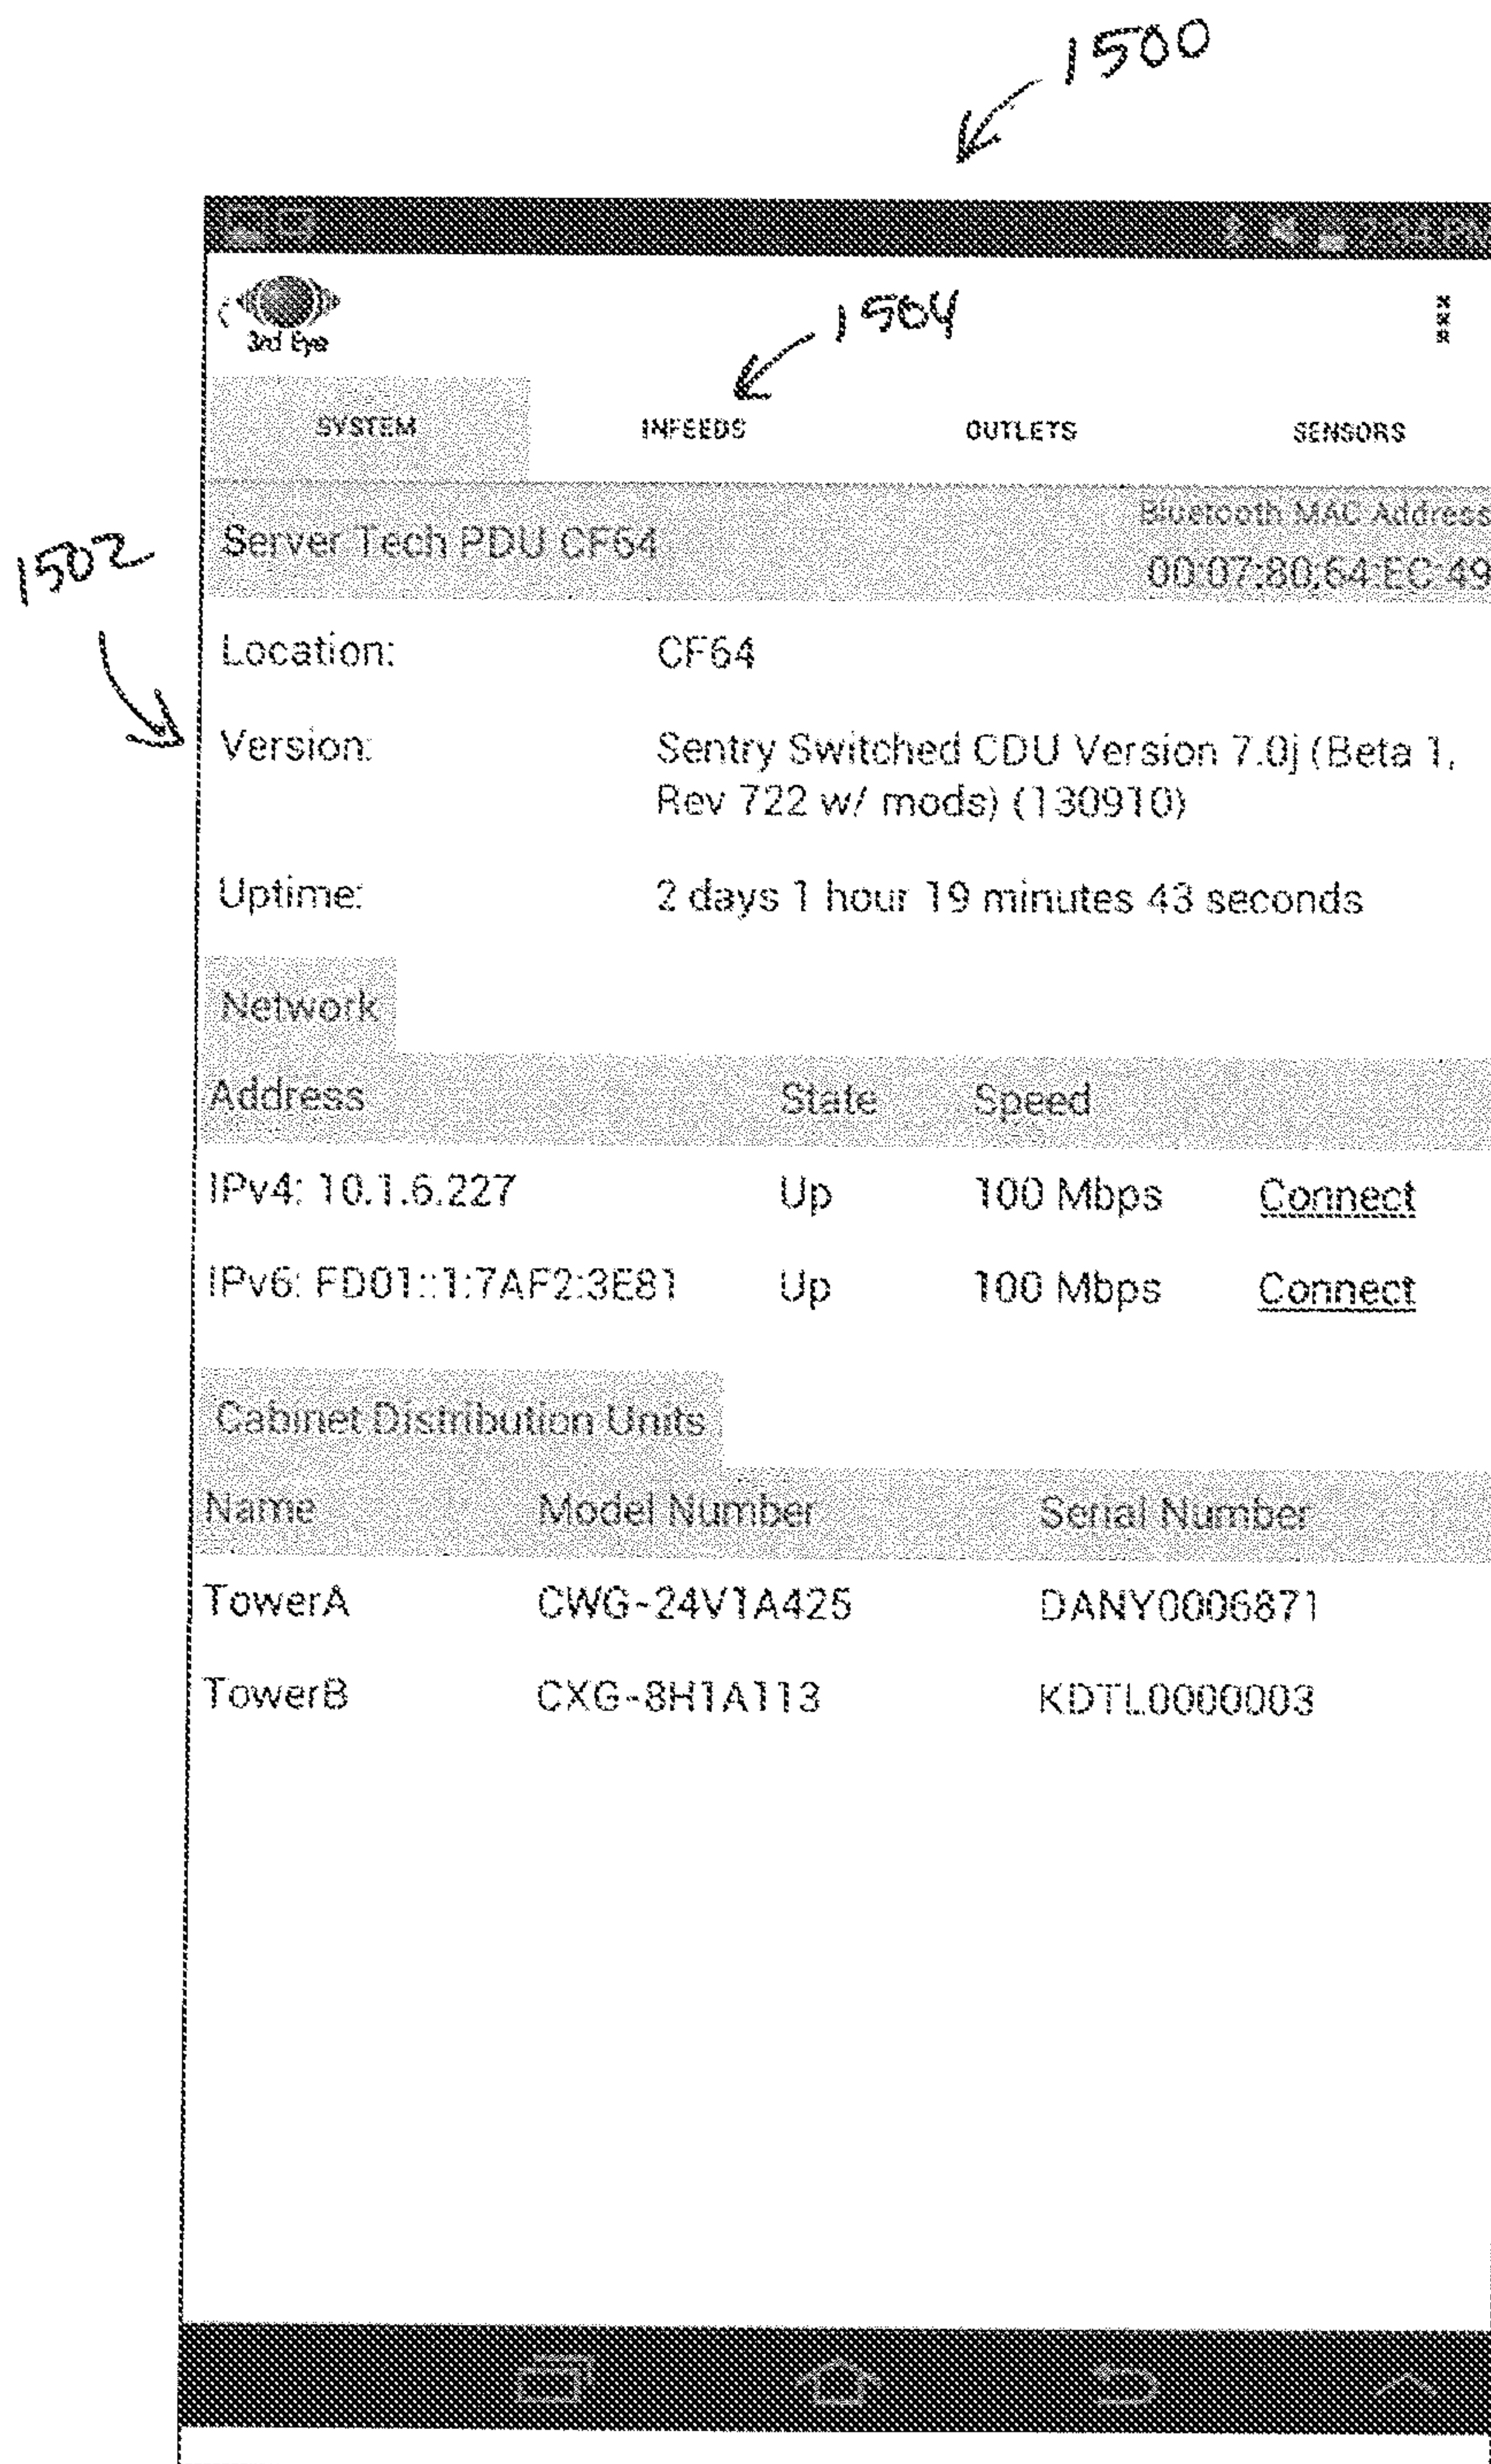 1500
2:34 PM
3rd Eye
1504
SYSTEM INFEEDS OUTLETS SENSORS
Server Tech PDU CF64
Bluetooth MAC Address
00:07:80:64:EC:49
1502
Location: CF64
Version: Sentry Switched CDU Version 7.0j (Beta 1,
Rev 722 w/ mods) (130910)
Uptime: 2 days 1 hour 19 minutes 43 seconds
Network
Address State Speed
IPv4: 10.1.6.227 Up 100 Mbps Connect
IPv6: FD01::1:7AF2:3E81 Up 100 Mbps Connect
Cabinet Distribution Units
Name Model Number Serial Number
TowerA CWG-24V1A425 DANY0006871
TowerB CXG-8H1A113 KDTL0000003